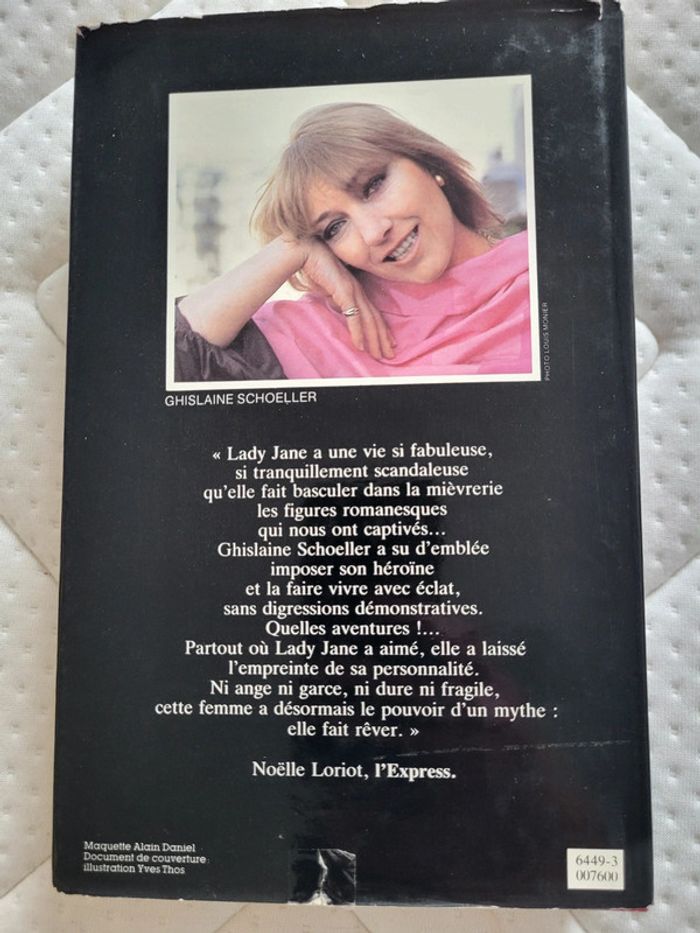 PHOTO LOUIS MONIER
GHISLAINE SCHOELLER
« Lady Jane a une vie si fabuleuse,
si tranquillement scandaleuse
qu'elle fait basculer dans la mièvrerie
les figures romanesques
qui nous ont captivés...
Ghislaine Schoeller a su d'emblée
imposer son héroïne
et la faire vivre avec éclat,
sans digressions démonstratives.
Quelles aventures !...
Partout où Lady Jane a aimé, elle a laissé
l'empreinte de sa personnalité.
Ni ange ni garce, ni dure ni fragile,
cette femme a désormais le pouvoir d'un mythe :
elle fait rêver. »
Noëlle Loriot, l'Express.
Maquette Alain Daniel
Document de couverture :
illustration Yves Thos
6449-3
007600